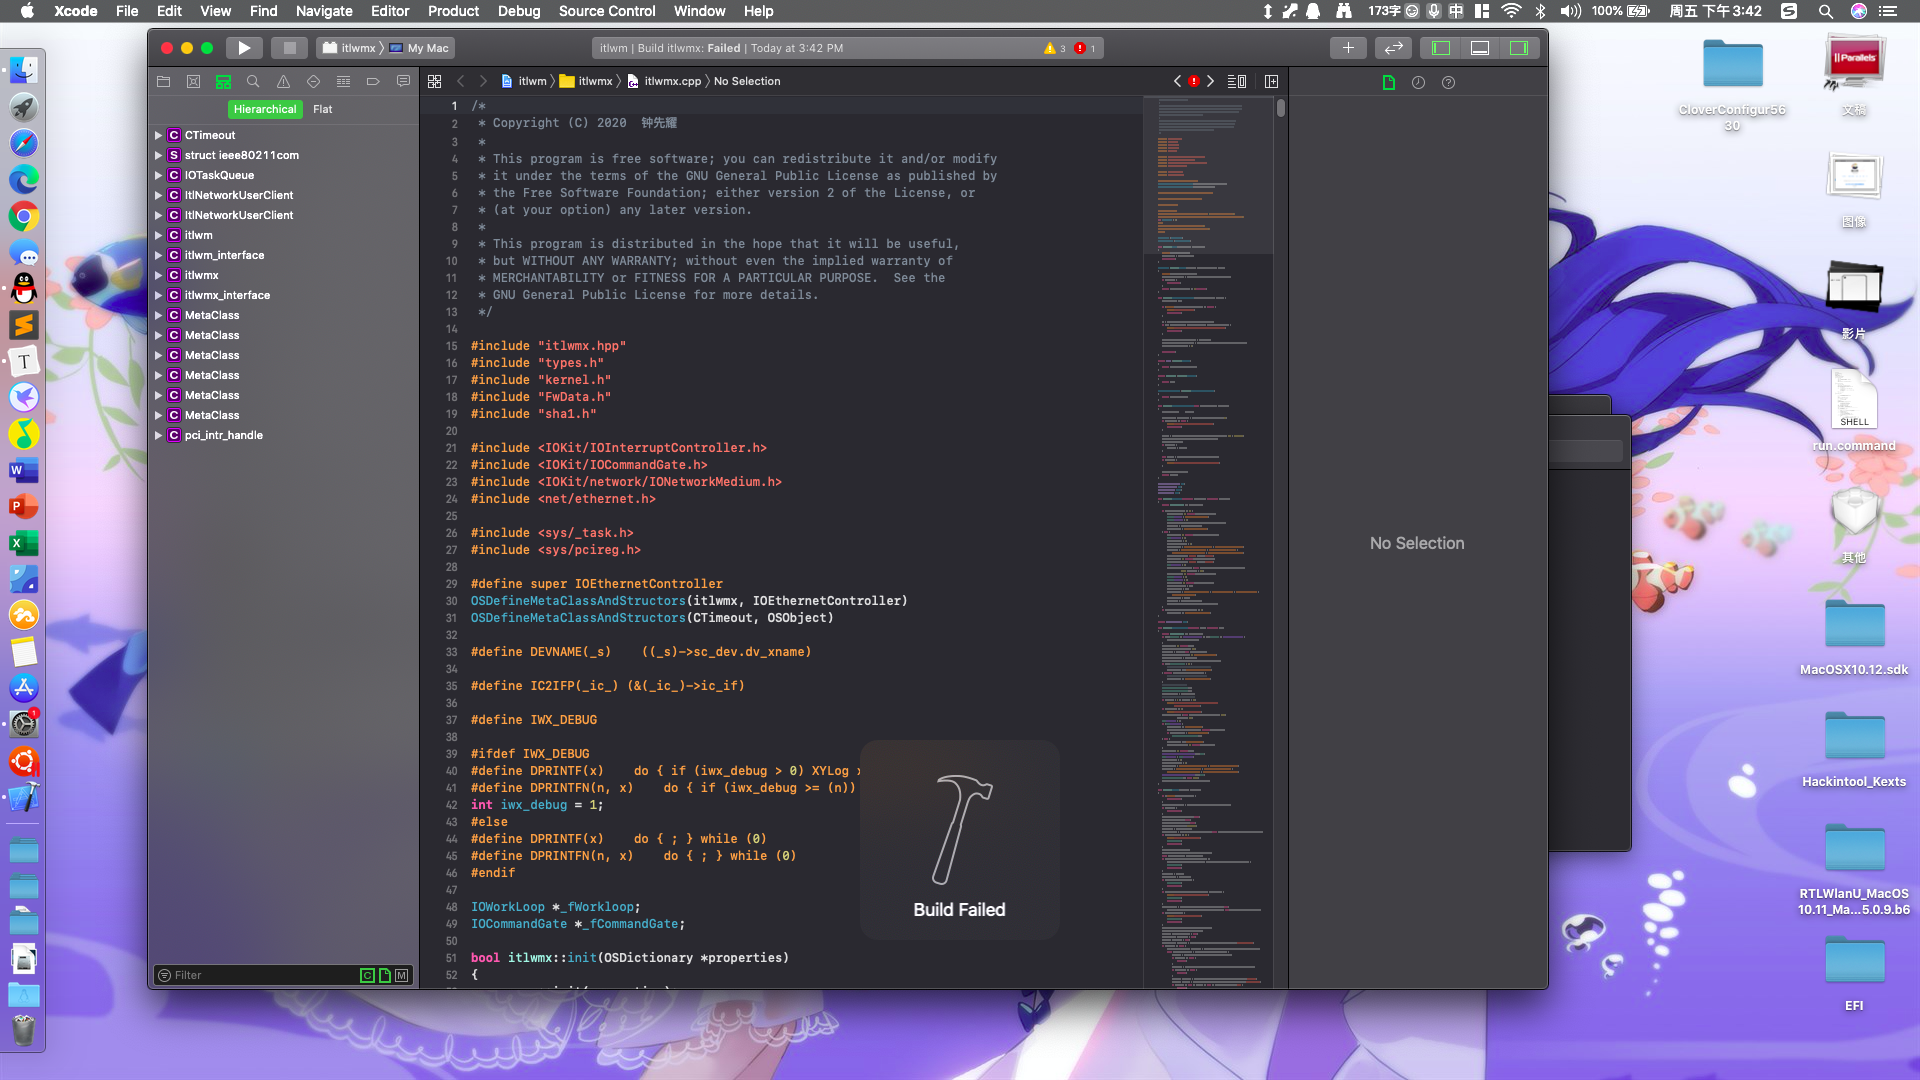 Xcode File Edit View Find Navigate Editor Product Debug Source Control Window Help
173字 中 100% 周五 下午3:42
itlwmx My Mac
itlwm | Build itlwmx: Failed | Today at 3:42 PM
3 1
itlwm itlwmx itlwmx.cpp No Selection
Hierarchical Flat
CTimeout
struct ieee80211com
IOTaskQueue
ItlNetworkUserClient
ItlNetworkUserClient
itlwm
itlwm_interface
itlwmx
itlwmx_interface
MetaClass
MetaClass
MetaClass
MetaClass
MetaClass
MetaClass
pci_intr_handle
Filter
1 /*
2  * Copyright (C) 2020  钟先耀
3  *
4  * This program is free software; you can redistribute it and/or modify
5  * it under the terms of the GNU General Public License as published by
6  * the Free Software Foundation; either version 2 of the License, or
7  * (at your option) any later version.
8  *
9  * This program is distributed in the hope that it will be useful,
10  * but WITHOUT ANY WARRANTY; without even the implied warranty of
11  * MERCHANTABILITY or FITNESS FOR A PARTICULAR PURPOSE.  See the
12  * GNU General Public License for more details.
13  */
14
15 #include "itlwmx.hpp"
16 #include "types.h"
17 #include "kernel.h"
18 #include "FwData.h"
19 #include "sha1.h"
20
21 #include <IOKit/IOInterruptController.h>
22 #include <IOKit/IOCommandGate.h>
23 #include <IOKit/network/IONetworkMedium.h>
24 #include <net/ethernet.h>
25
26 #include <sys/_task.h>
27 #include <sys/pcireg.h>
28
29 #define super IOEthernetController
30 OSDefineMetaClassAndStructors(itlwmx, IOEthernetController)
31 OSDefineMetaClassAndStructors(CTimeout, OSObject)
32
33 #define DEVNAME(_s)    ((_s)->sc_dev.dv_xname)
34
35 #define IC2IFP(_ic_) (&(_ic_)->ic_if)
36
37 #define IWX_DEBUG
38
39 #ifdef IWX_DEBUG
40 #define DPRINTF(x)    do { if (iwx_debug > 0) XYLog x
41 #define DPRINTFN(n, x)    do { if (iwx_debug >= (n))
42 int iwx_debug = 1;
43 #else
44 #define DPRINTF(x)    do { ; } while (0)
45 #define DPRINTFN(n, x)    do { ; } while (0)
46 #endif
47
48 IOWorkLoop *_fWorkloop;
49 IOCommandGate *_fCommandGate;
50
51 bool itlwmx::init(OSDictionary *properties)
52 {
Build Failed
No Selection
CloverConfigur56
30
Parallels
文稿
图像
影片
SHELL
run.command
其他
MacOSX10.12.sdk
Hackintool_Kexts
RTLWlanU_MacOS
10.11_Ma...5.0.9.b6
EFI